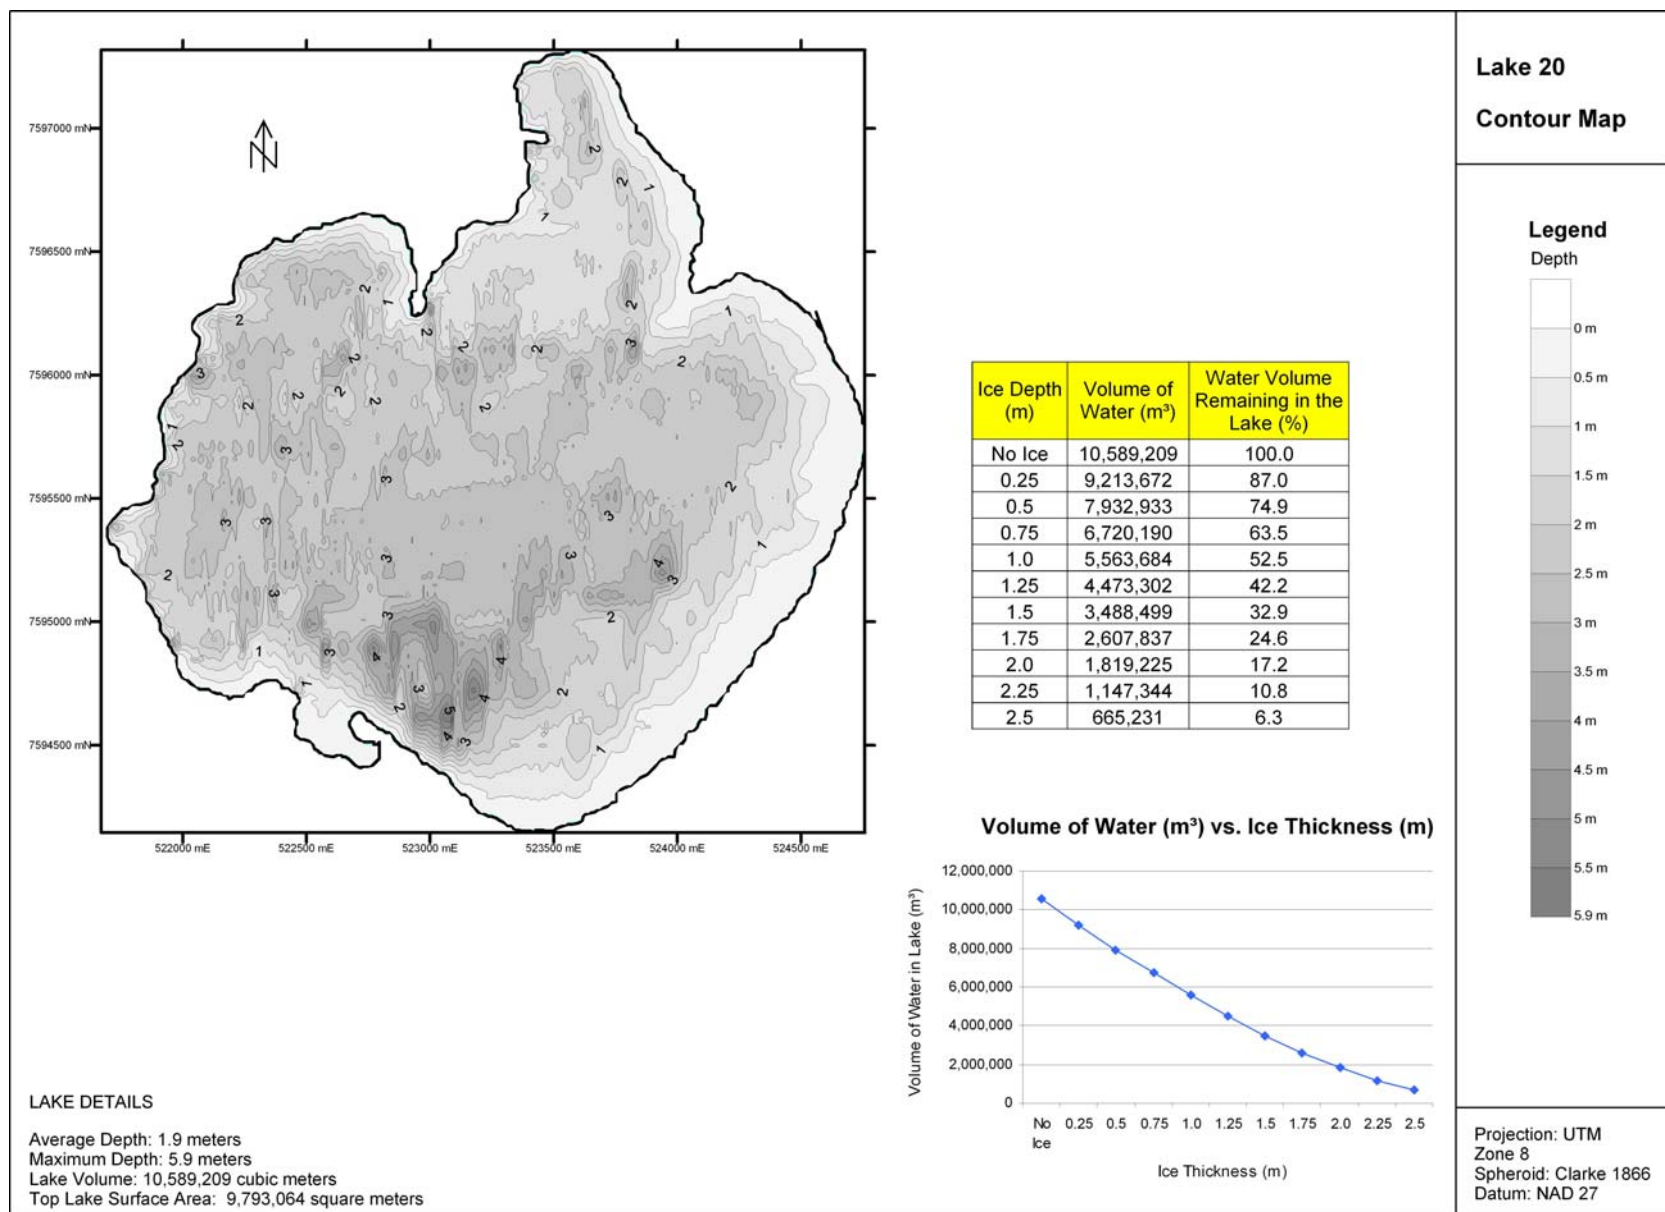 Lake 20
Contour Map
Legend
Depth
0 m
0.5 m
1 m
1.5 m
2 m
2.5 m
3 m
3.5 m
4 m
4.5 m
5 m
5.5 m
5.9 m
Projection: UTM
Zone 8
Spheroid: Clarke 1866
Datum: NAD 27
7597000 mN
7596500 mN
7596000 mN
7595500 mN
7595000 mN
7594500 mN
522000 mE 522500 mE 523000 mE 523500 mE 524000 mE 524500 mE
N
Ice Depth (m) Volume of Water (m³) Water Volume Remaining in the Lake (%)
No Ice 10,589,209 100.0
0.25 9,213,672 87.0
0.5 7,932,933 74.9
0.75 6,720,190 63.5
1.0 5,563,684 52.5
1.25 4,473,302 42.2
1.5 3,488,499 32.9
1.75 2,607,837 24.6
2.0 1,819,225 17.2
2.25 1,147,344 10.8
2.5 665,231 6.3
Volume of Water (m³) vs. Ice Thickness (m)
Volume of Water in Lake (m³)
12,000,000
10,000,000
8,000,000
6,000,000
4,000,000
2,000,000
0
No Ice 0.25 0.5 0.75 1.0 1.25 1.5 1.75 2.0 2.25 2.5
Ice Thickness (m)
LAKE DETAILS
Average Depth: 1.9 meters
Maximum Depth: 5.9 meters
Lake Volume: 10,589,209 cubic meters
Top Lake Surface Area: 9,793,064 square meters